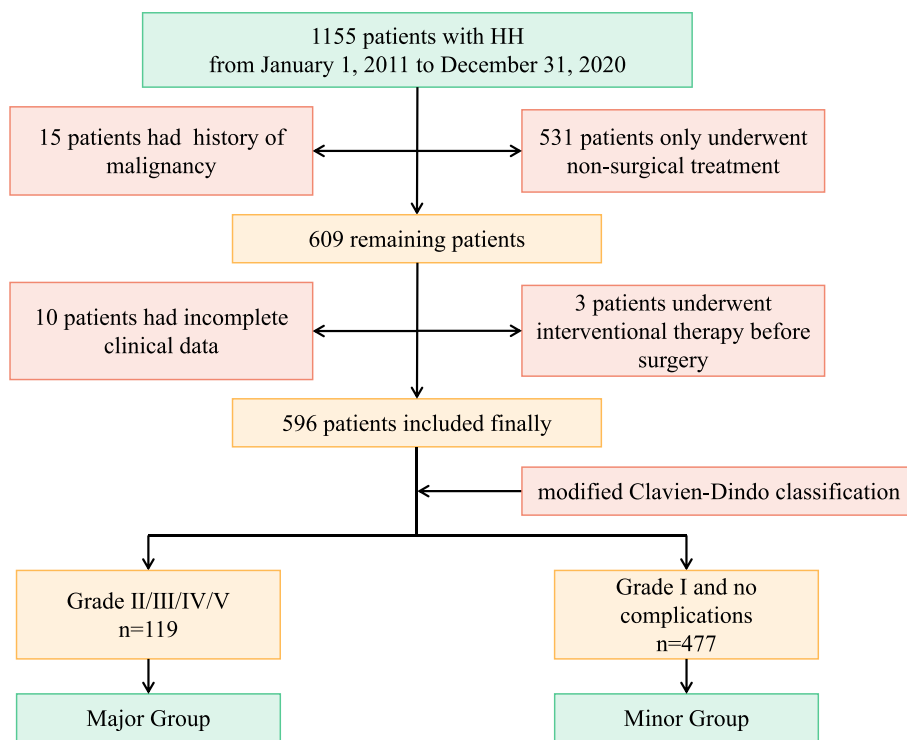 1155 patients with HH
from January 1, 2011 to December 31, 2020
15 patients had history of
malignancy
531 patients only underwent
non-surgical treatment
609 remaining patients
10 patients had incomplete
clinical data
3 patients underwent
interventional therapy before
surgery
596 patients included finally
modified Clavien-Dindo classification
Grade II/III/IV/V
n=119
Grade I and no
complications
n=477
Major Group
Minor Group